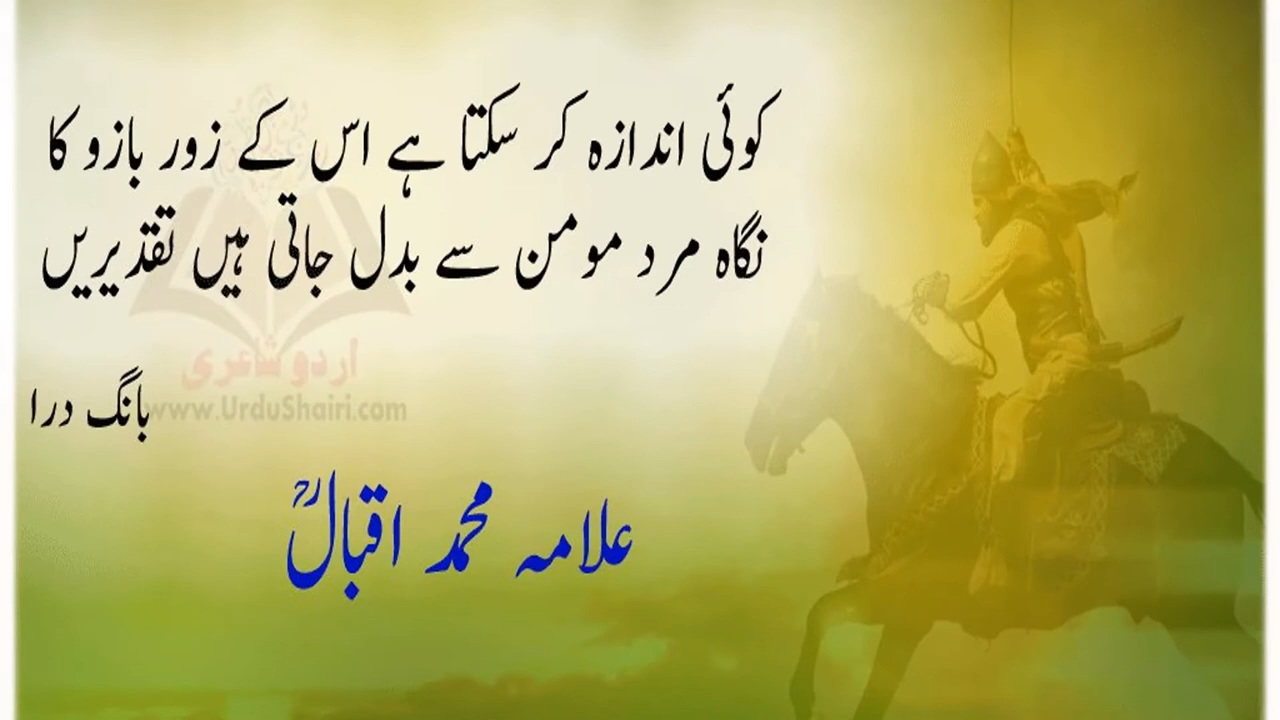 کوئی اندازہ کر سکتا ہے اس کے زور بازو کا
نگاہ مرد مومن سے بدل جاتی ہیں تقدیریں
اردو شاعری
www.UrduShairi.com
بانگ درا
علامہ محمد اقبالؒ